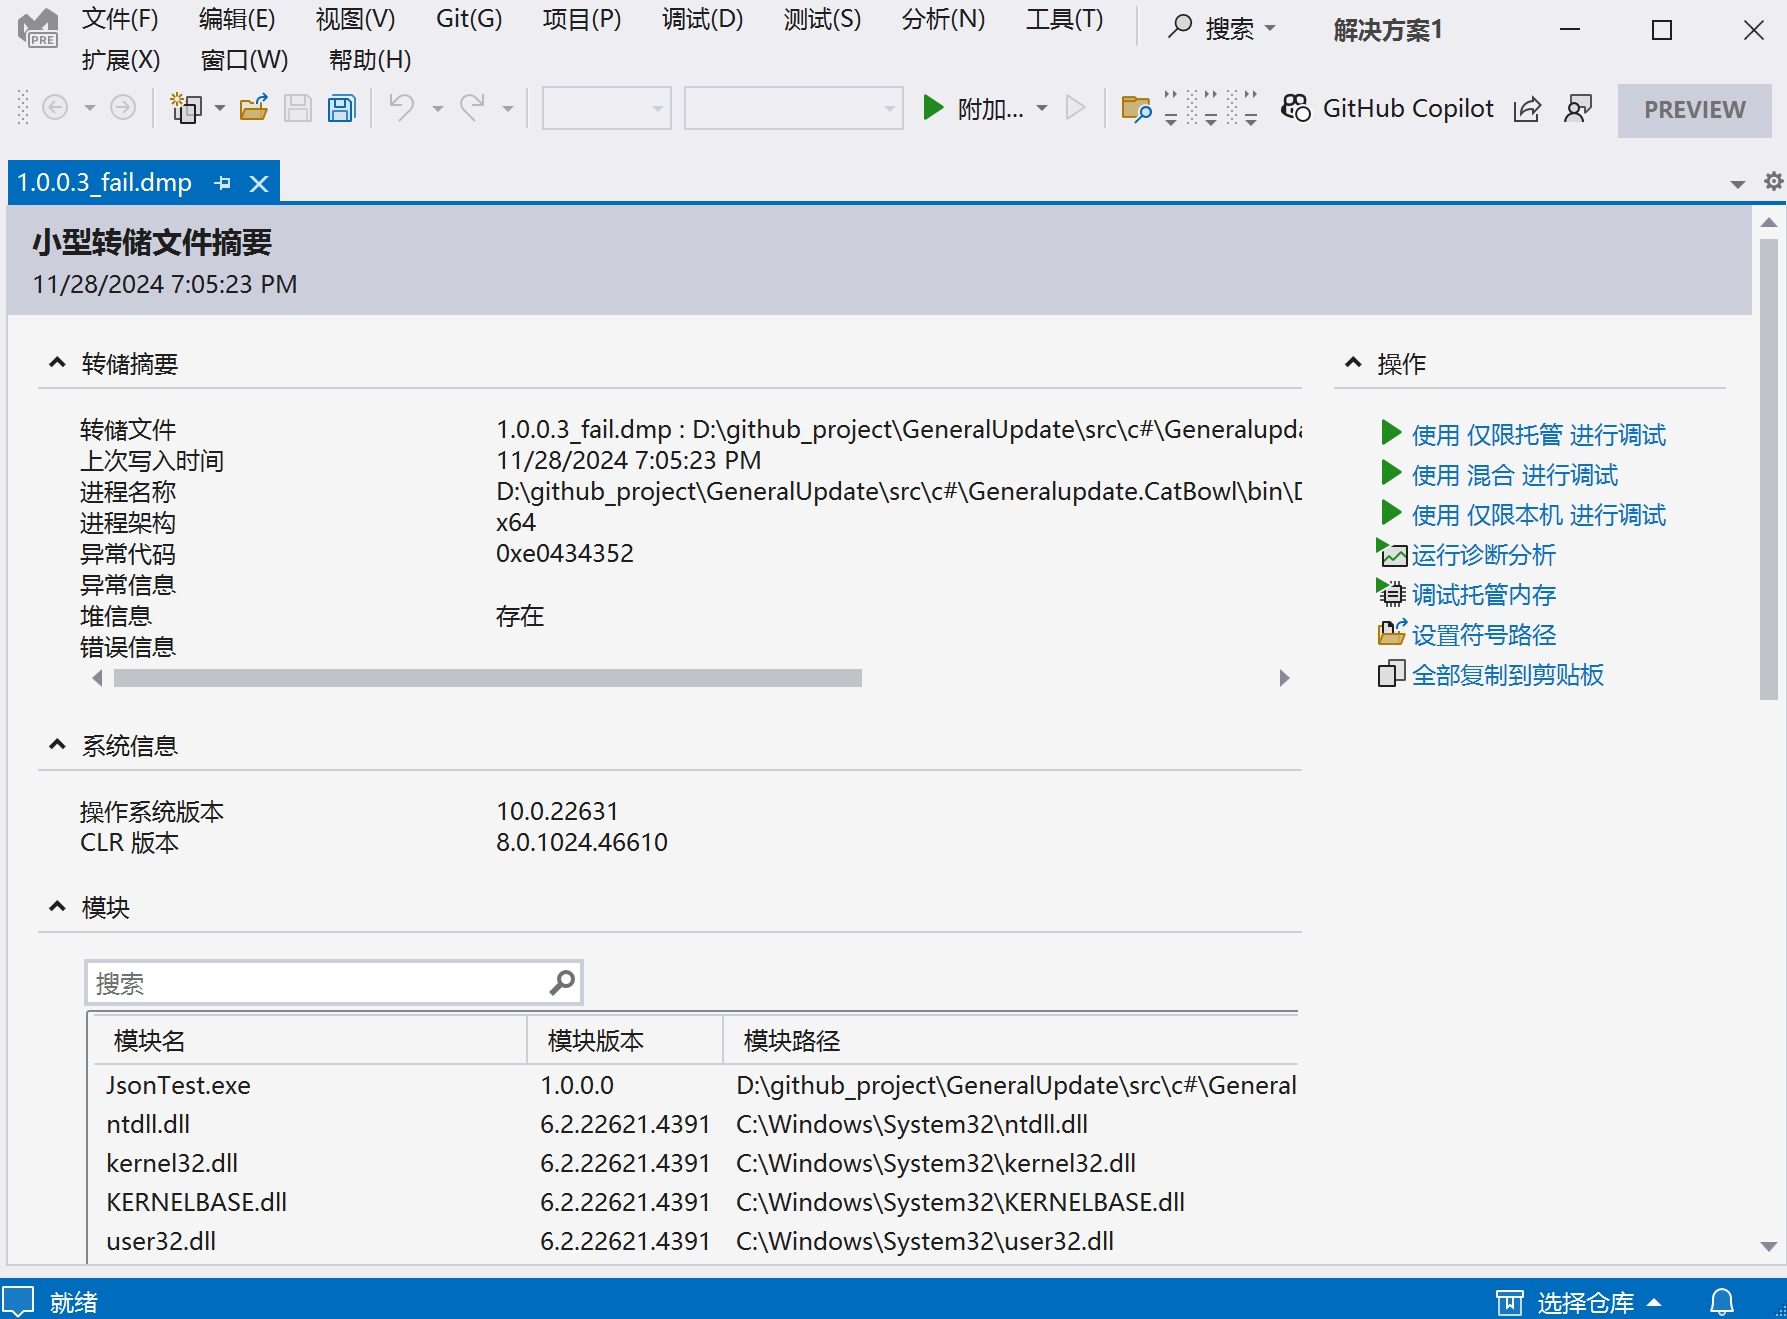 文件(F) 编辑(E) 视图(V) Git(G) 项目(P) 调试(D) 测试(S) 分析(N) 工具(T) 搜索 解决方案1
扩展(X) 窗口(W) 帮助(H)
PRE
附加... GitHub Copilot PREVIEW
1.0.0.3_fail.dmp
小型转储文件摘要
11/28/2024 7:05:23 PM
转储摘要
转储文件 1.0.0.3_fail.dmp : D:\github_project\GeneralUpdate\src\c#\Generalupda
上次写入时间 11/28/2024 7:05:23 PM
进程名称 D:\github_project\GeneralUpdate\src\c#\Generalupdate.CatBowl\bin\D
进程架构 x64
异常代码 0xe0434352
异常信息
堆信息 存在
错误信息
操作
使用 仅限托管 进行调试
使用 混合 进行调试
使用 仅限本机 进行调试
运行诊断分析
调试托管内存
设置符号路径
全部复制到剪贴板
系统信息
操作系统版本 10.0.22631
CLR 版本 8.0.1024.46610
模块
搜索
模块名 模块版本 模块路径
JsonTest.exe 1.0.0.0 D:\github_project\GeneralUpdate\src\c#\General
ntdll.dll 6.2.22621.4391 C:\Windows\System32\ntdll.dll
kernel32.dll 6.2.22621.4391 C:\Windows\System32\kernel32.dll
KERNELBASE.dll 6.2.22621.4391 C:\Windows\System32\KERNELBASE.dll
user32.dll 6.2.22621.4391 C:\Windows\System32\user32.dll
就绪 选择仓库